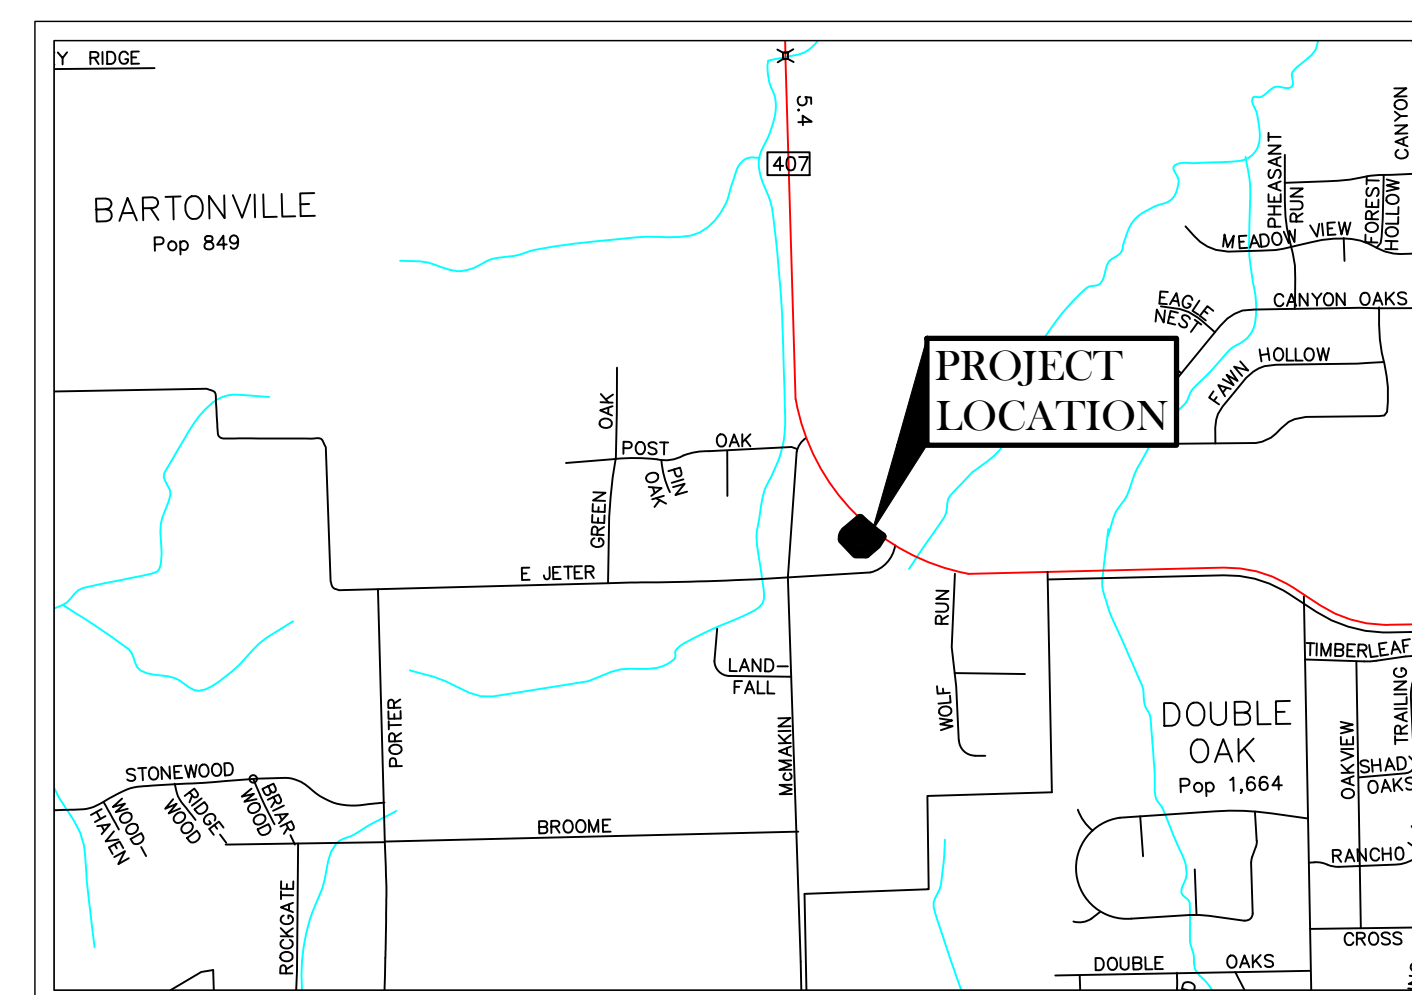 Y RIDGE
5.4
407
BARTONVILLE
Pop 849
CANYON
PHEASANT
RUN
FOREST
HOLLOW
MEADOW VIEW
EAGLE
NEST
CANYON OAKS
FAWN HOLLOW
PROJECT
LOCATION
OAK
POST OAK
PIN
OAK
GREEN
E JETER
RUN
WOLF
LAND-
FALL
McMAKIN
PORTER
TIMBERLEAF
TRAILING
DOUBLE
OAK
Pop 1,664
OAKVIEW
SHADY
OAKS
STONEWOOD
WOOD-
HAVEN
RIDGE-
WOOD
BRIAR-
WOOD
BROOME
RANCHO
ROCKGATE
CROSS
DOUBLE OAKS